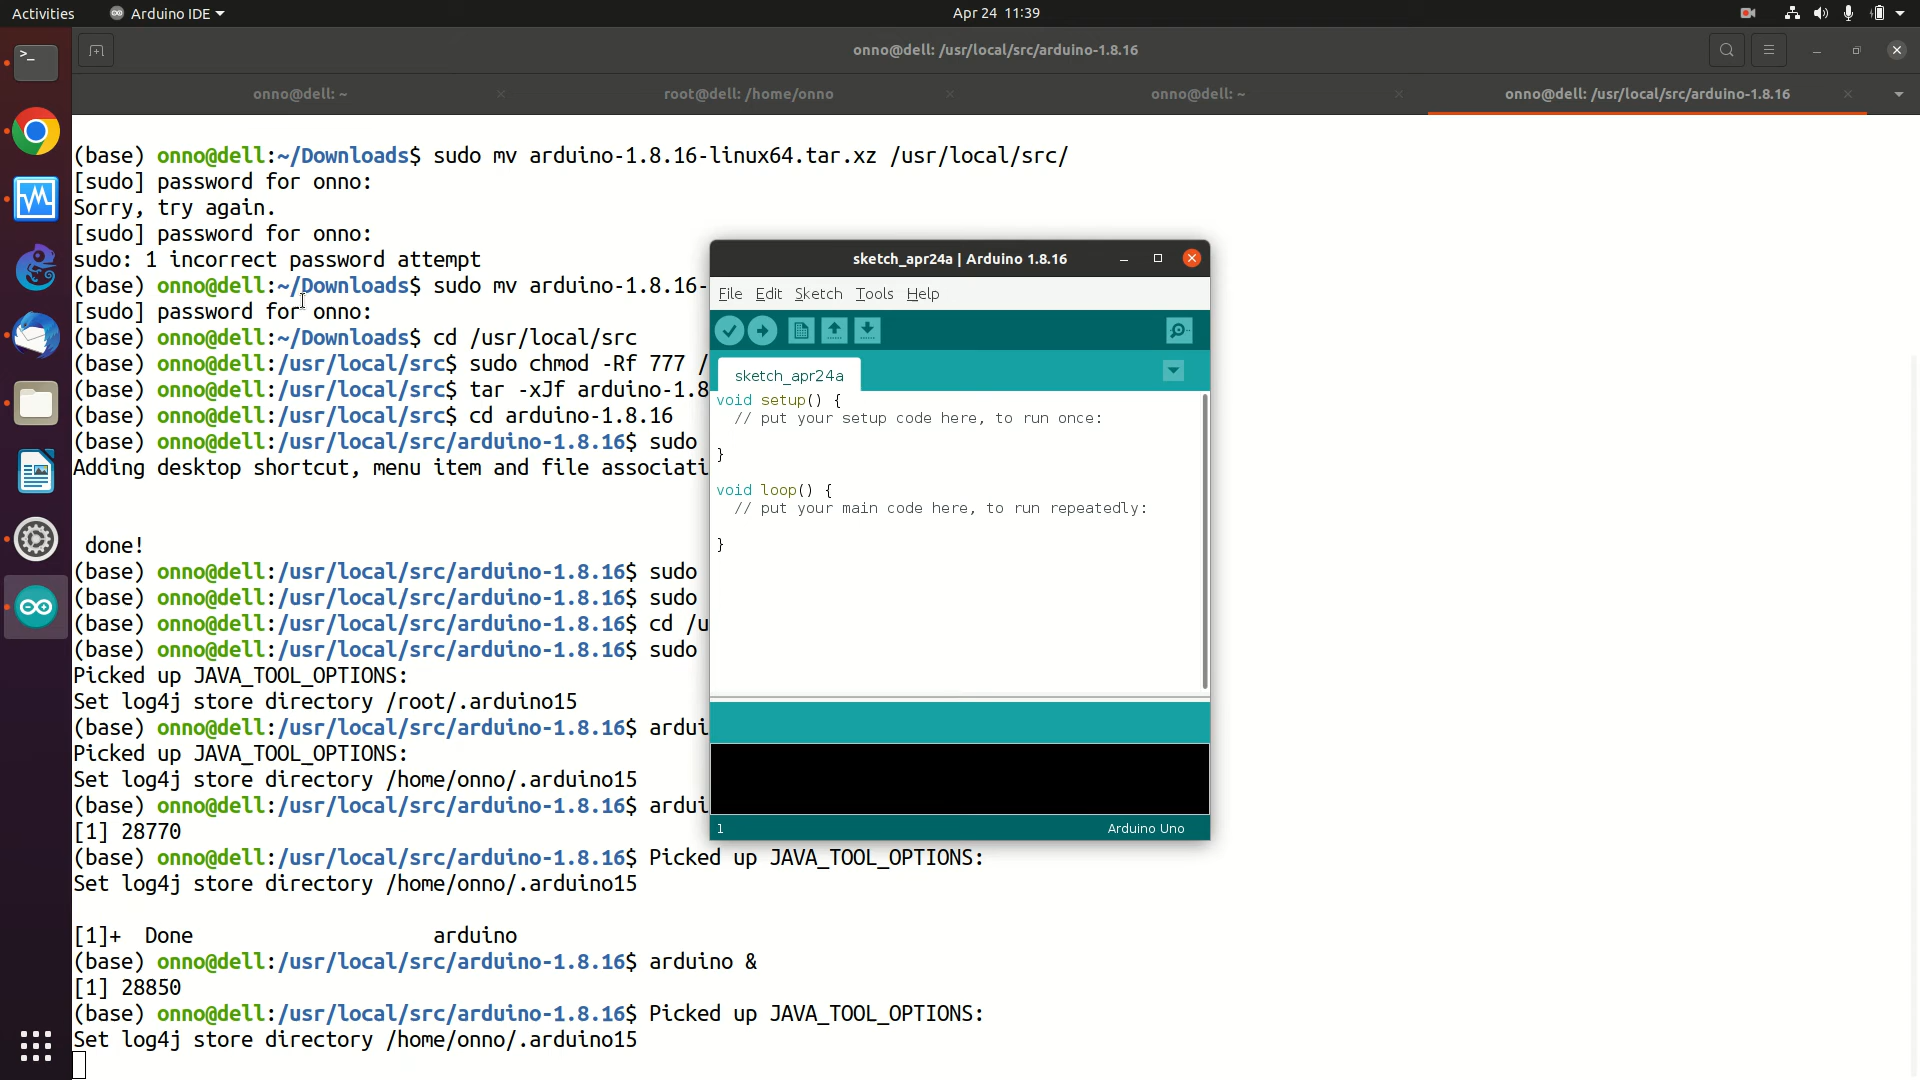 Activities
Arduino IDE
Apr 24 11:39
onno@dell: /usr/local/src/arduino-1.8.16
onno@dell: ~
root@dell: /home/onno
onno@dell: ~
onno@dell: /usr/local/src/arduino-1.8.16
(base) onno@dell:~/Downloads$ sudo mv arduino-1.8.16-linux64.tar.xz /usr/local/src/
[sudo] password for onno:
Sorry, try again.
[sudo] password for onno:
sudo: 1 incorrect password attempt
(base) onno@dell:~/Downloads$ sudo mv arduino-1.8.16-
[sudo] password for onno:
(base) onno@dell:~/Downloads$ cd /usr/local/src
(base) onno@dell:/usr/local/src$ sudo chmod -Rf 777 /
(base) onno@dell:/usr/local/src$ tar -xJf arduino-1.8
(base) onno@dell:/usr/local/src$ cd arduino-1.8.16
(base) onno@dell:/usr/local/src/arduino-1.8.16$ sudo
Adding desktop shortcut, menu item and file associati
done!
(base) onno@dell:/usr/local/src/arduino-1.8.16$ sudo
(base) onno@dell:/usr/local/src/arduino-1.8.16$ sudo
(base) onno@dell:/usr/local/src/arduino-1.8.16$ cd /u
(base) onno@dell:/usr/local/src/arduino-1.8.16$ sudo
Picked up JAVA_TOOL_OPTIONS:
Set log4j store directory /root/.arduino15
(base) onno@dell:/usr/local/src/arduino-1.8.16$ ardui
Picked up JAVA_TOOL_OPTIONS:
Set log4j store directory /home/onno/.arduino15
(base) onno@dell:/usr/local/src/arduino-1.8.16$ ardui
[1] 28770
(base) onno@dell:/usr/local/src/arduino-1.8.16$ Picked up JAVA_TOOL_OPTIONS:
Set log4j store directory /home/onno/.arduino15
[1]+  Done                    arduino
(base) onno@dell:/usr/local/src/arduino-1.8.16$ arduino &
[1] 28850
(base) onno@dell:/usr/local/src/arduino-1.8.16$ Picked up JAVA_TOOL_OPTIONS:
Set log4j store directory /home/onno/.arduino15
sketch_apr24a | Arduino 1.8.16
File Edit Sketch Tools Help
sketch_apr24a
void setup() {
// put your setup code here, to run once:
}
void loop() {
// put your main code here, to run repeatedly:
}
1
Arduino Uno